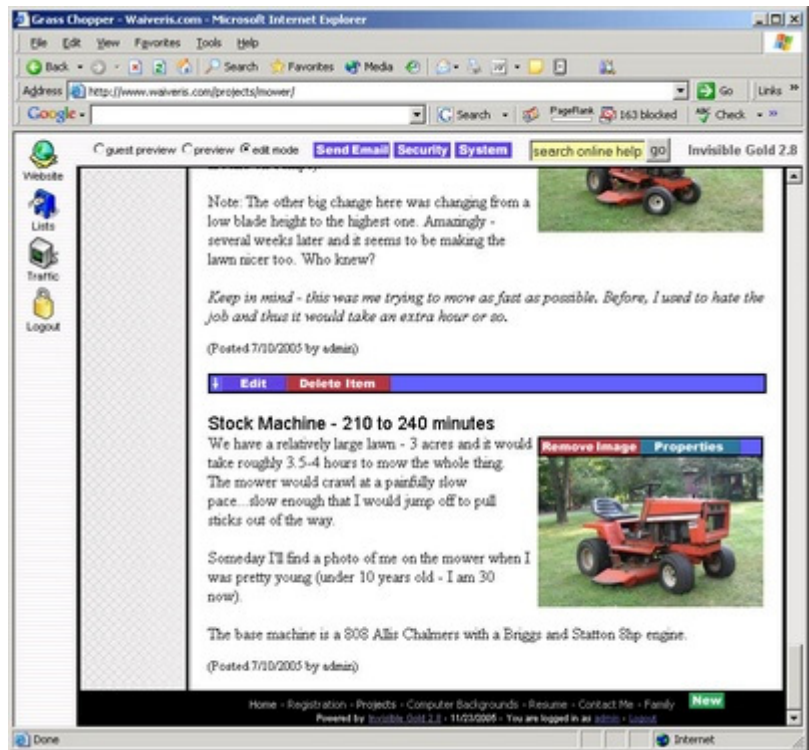 Grass Chopper - Waiveris.com - Microsoft Internet Explorer
File Edit View Favorites Tools Help
Back Search Favorites Media
Address http://www.waiveris.com/projects/mower/ Go Links »
Google Search PageRank 163 blocked ABC Check »
guest preview preview edit mode Send Email Security System search online help go Invisible Gold 2.8
Website
Lists
Traffic
Logout
Note: The other big change here was changing from a
low blade height to the highest one. Amazingly -
several weeks later and it seems to be making the
lawn nicer too. Who knew?
Keep in mind - this was me trying to mow as fast as possible. Before, I used to hate the
job and thus it would take an extra hour or so.
(Posted 7/10/2005 by admin)
Edit Delete Item
Stock Machine - 210 to 240 minutes
We have a relatively large lawn - 3 acres and it would
take roughly 3.5-4 hours to mow the whole thing.
The mower would crawl at a painfully slow
pace...slow enough that I would jump off to pull
sticks out of the way.
Remove Image Properties
Someday I'll find a photo of me on the mower when I
was pretty young (under 10 years old - I am 30
now).
The base machine is a 808 Allis Chalmers with a Briggs and Statton 8hp engine.
(Posted 7/10/2005 by admin)
Home - Registration - Projects - Computer Backgrounds - Resume - Contact Me - Family New
Powered by Invisible Gold 2.8 - 11/23/2005 - You are logged in as admin - Logout
Done Internet